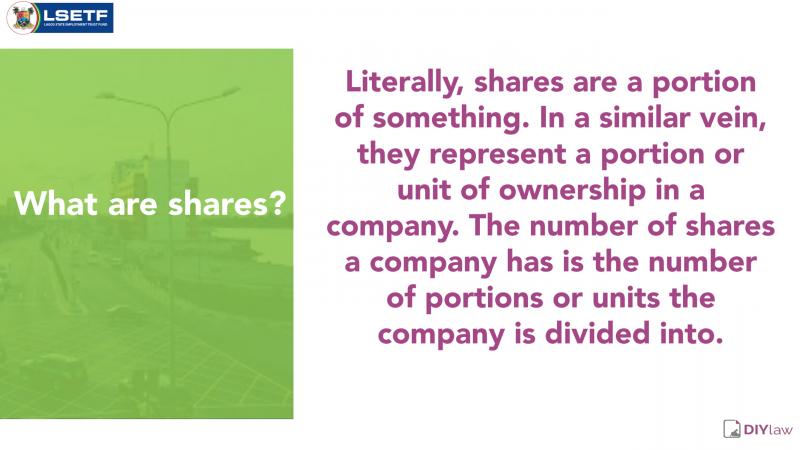 LSETF
LAGOS STATE EMPLOYMENT TRUST FUND
What are shares?
Literally, shares are a portion
of something. In a similar vein,
they represent a portion or
unit of ownership in a
company. The number of shares
a company has is the number
of portions or units the
company is divided into.
DIYlaw